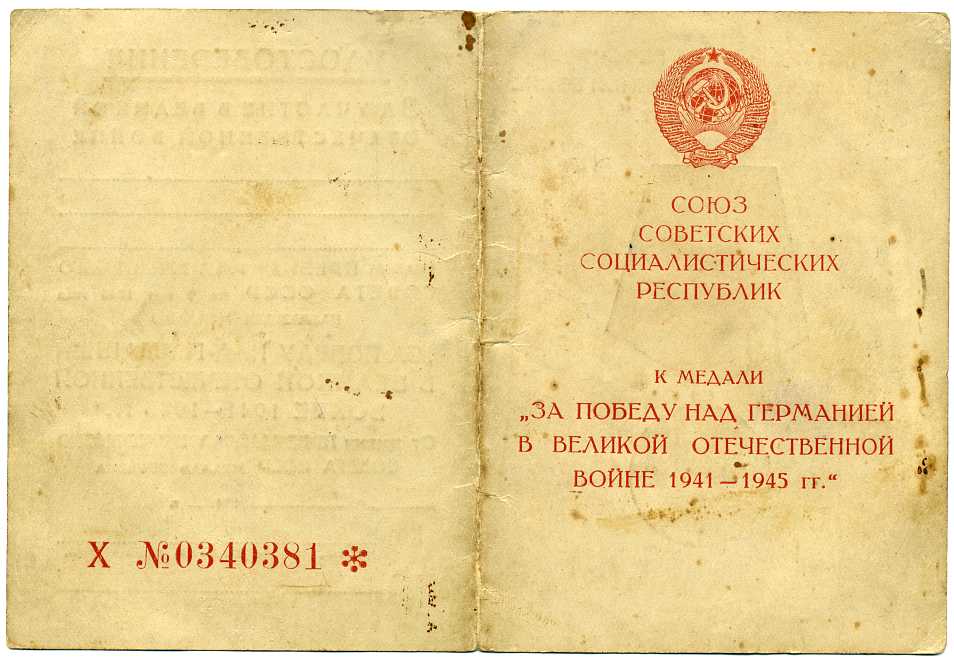 СОЮЗ
СОВЕТСКИХ
СОЦИАЛИСТИЧЕСКИХ
РЕСПУБЛИК
К МЕДАЛИ
„ЗА ПОБЕДУ НАД ГЕРМАНИЕЙ
В ВЕЛИКОЙ ОТЕЧЕСТВЕННОЙ
ВОЙНЕ 1941—1945 гг.“
Х №0340381 *